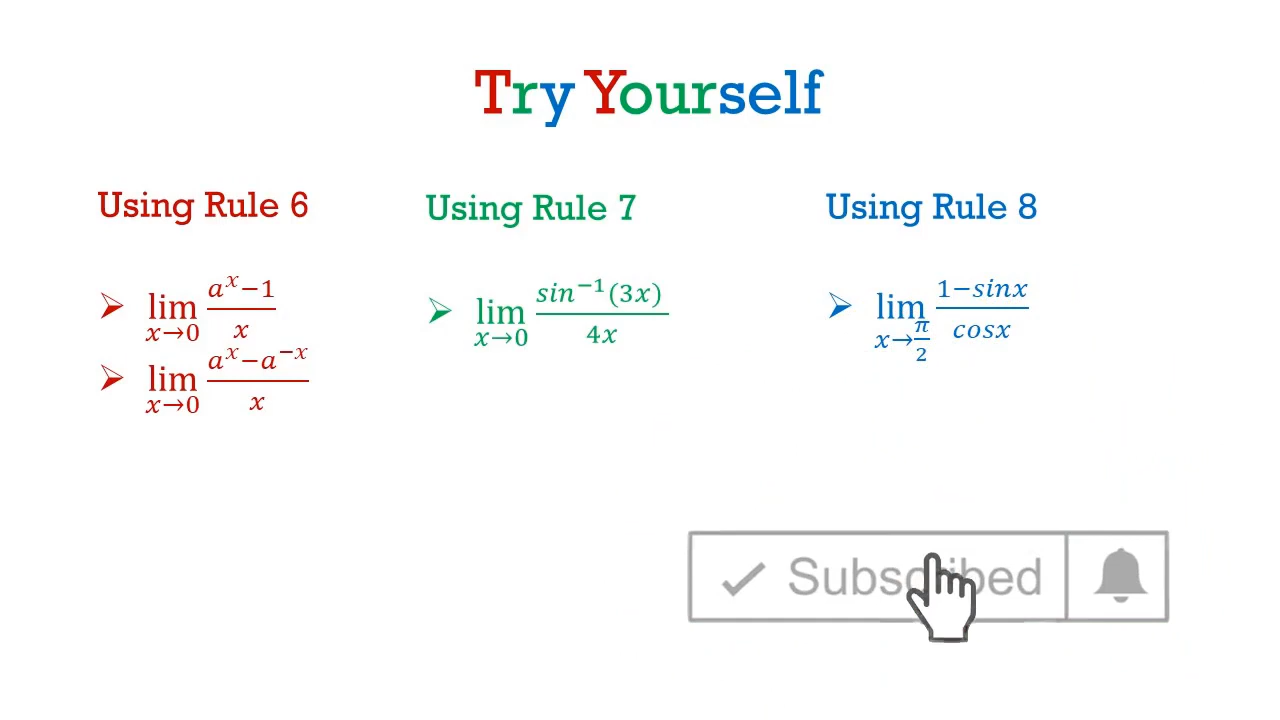 Try Yourself
Using Rule 6
➢ lim x→0 (a^x−1)/x
➢ lim x→0 (a^x−a^−x)/x
Using Rule 7
➢ lim x→0 sin^−1(3x)/4x
Using Rule 8
➢ lim x→π/2 (1−sinx)/cosx
Subscribed